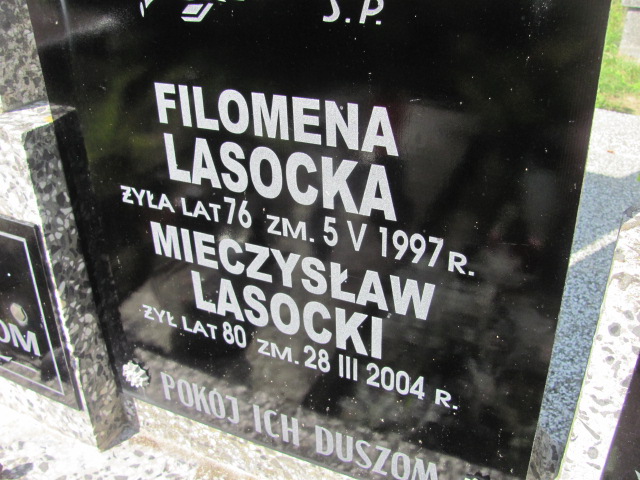 Ś.P.
FILOMENA
LASOCKA
ŻYŁA LAT 76 ZM. 5 V 1997 R.
MIECZYSŁAW
LASOCKI
ŻYŁ LAT 80 ZM. 28 III 2004 R.
POKÓJ ICH DUSZOM